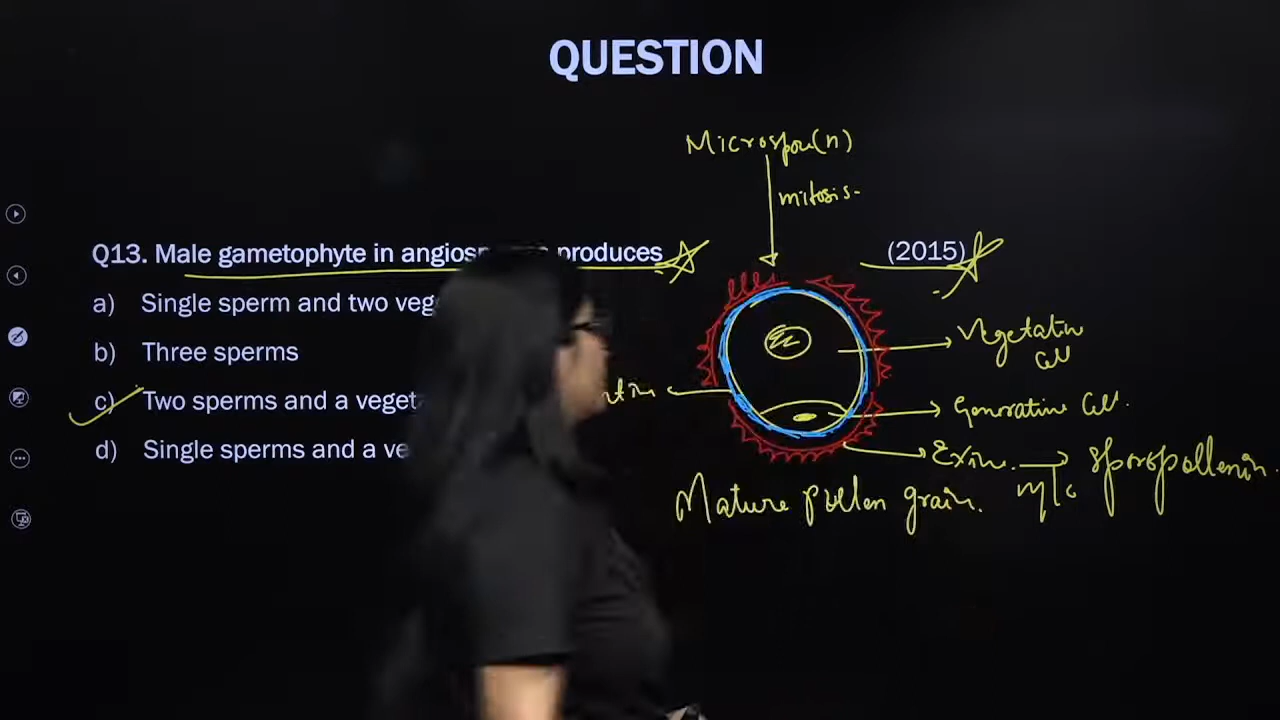 QUESTION
Microspore(n)
mitosis
Q13. Male gametophyte in angios produces (2015)
a) Single sperm and two veg
b) Three sperms
c) Two sperms and a veget
d) Single sperms and a ve
Vegetative
Cell
Generative Cell.
Exine. → Sporopollenin
Mature pollen grain.